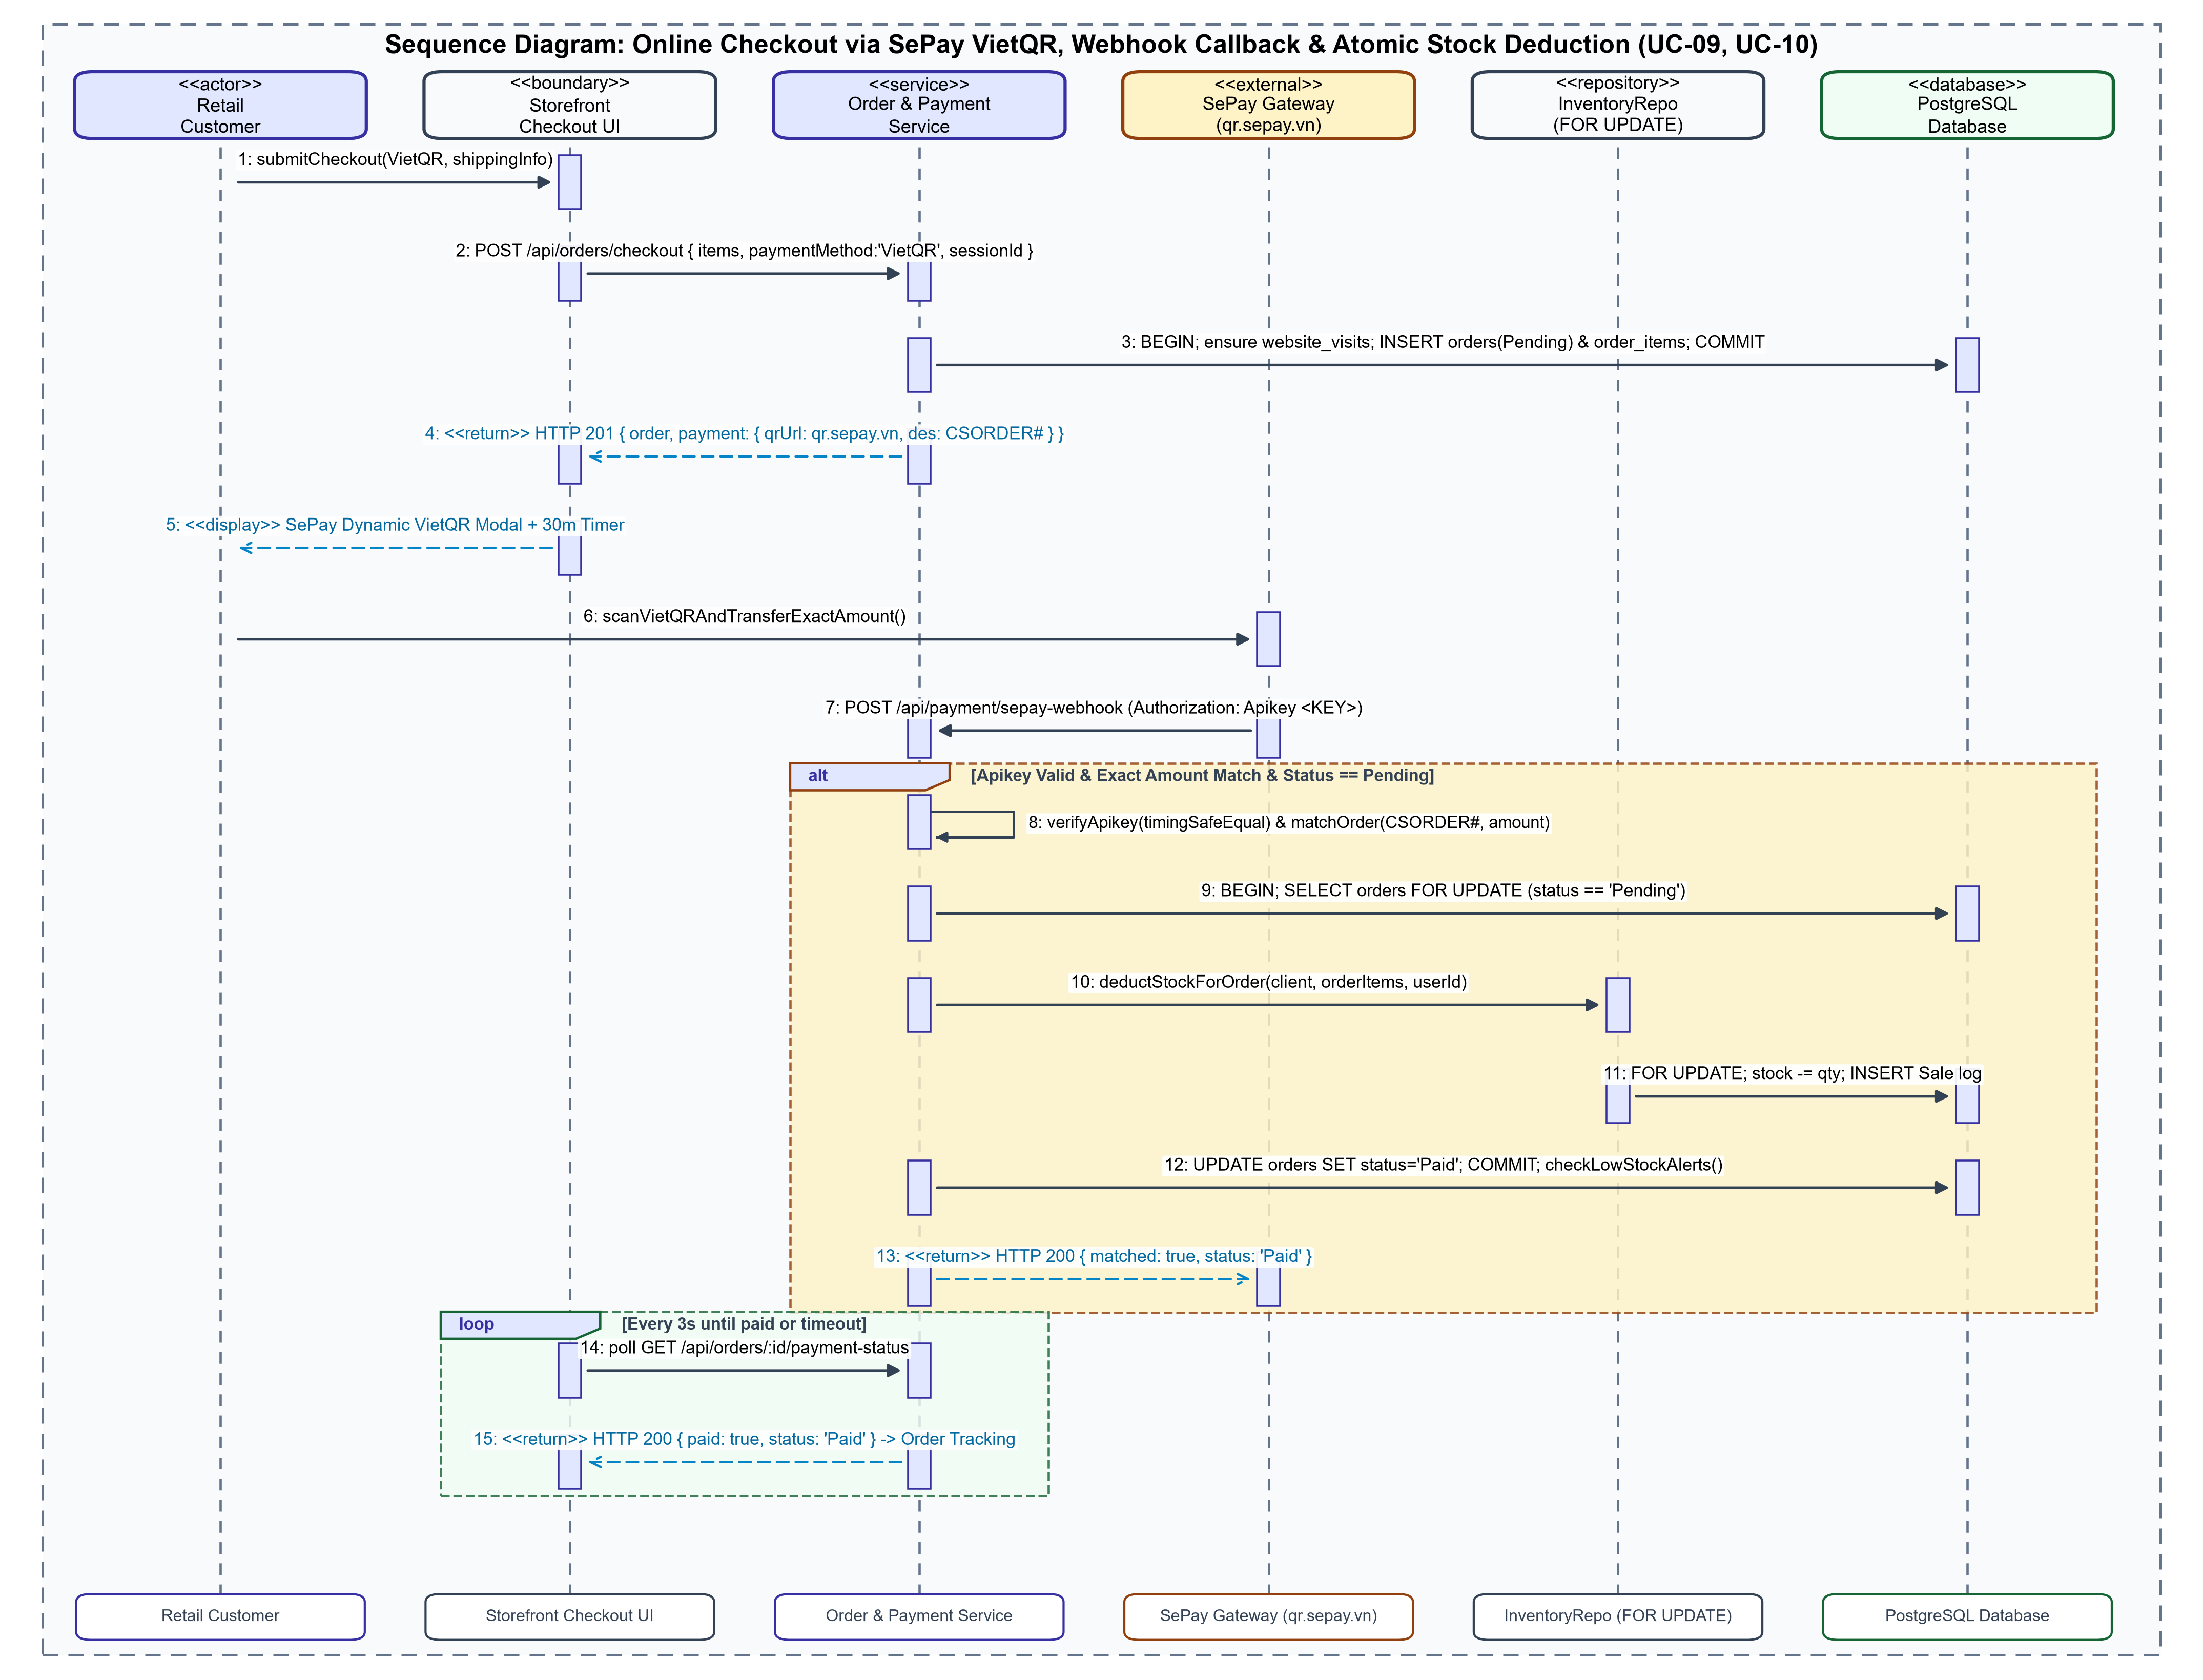 Sequence Diagram: Online Checkout via SePay VietQR, Webhook Callback & Atomic Stock Deduction (UC-09, UC-10)
<<actor>>
Retail
Customer
<<boundary>>
Storefront
Checkout UI
<<service>>
Order & Payment
Service
<<external>>
SePay Gateway
(qr.sepay.vn)
<<repository>>
InventoryRepo
(FOR UPDATE)
<<database>>
PostgreSQL
Database
1: submitCheckout(VietQR, shippingInfo)
2: POST /api/orders/checkout { items, paymentMethod:'VietQR', sessionId }
3: BEGIN; ensure website_visits; INSERT orders(Pending) & order_items; COMMIT
4: <<return>> HTTP 201 { order, payment: { qrUrl: qr.sepay.vn, des: CSORDER# } }
5: <<display>> SePay Dynamic VietQR Modal + 30m Timer
6: scanVietQRAndTransferExactAmount()
7: POST /api/payment/sepay-webhook (Authorization: Apikey <KEY>)
alt
[Apikey Valid & Exact Amount Match & Status == Pending]
8: verifyApikey(timingSafeEqual) & matchOrder(CSORDER#, amount)
9: BEGIN; SELECT orders FOR UPDATE (status == 'Pending')
10: deductStockForOrder(client, orderItems, userId)
11: FOR UPDATE; stock -= qty; INSERT Sale log
12: UPDATE orders SET status='Paid'; COMMIT; checkLowStockAlerts()
13: <<return>> HTTP 200 { matched: true, status: 'Paid' }
loop
[Every 3s until paid or timeout]
14: poll GET /api/orders/:id/payment-status
15: <<return>> HTTP 200 { paid: true, status: 'Paid' } -> Order Tracking
Retail Customer
Storefront Checkout UI
Order & Payment Service
SePay Gateway (qr.sepay.vn)
InventoryRepo (FOR UPDATE)
PostgreSQL Database